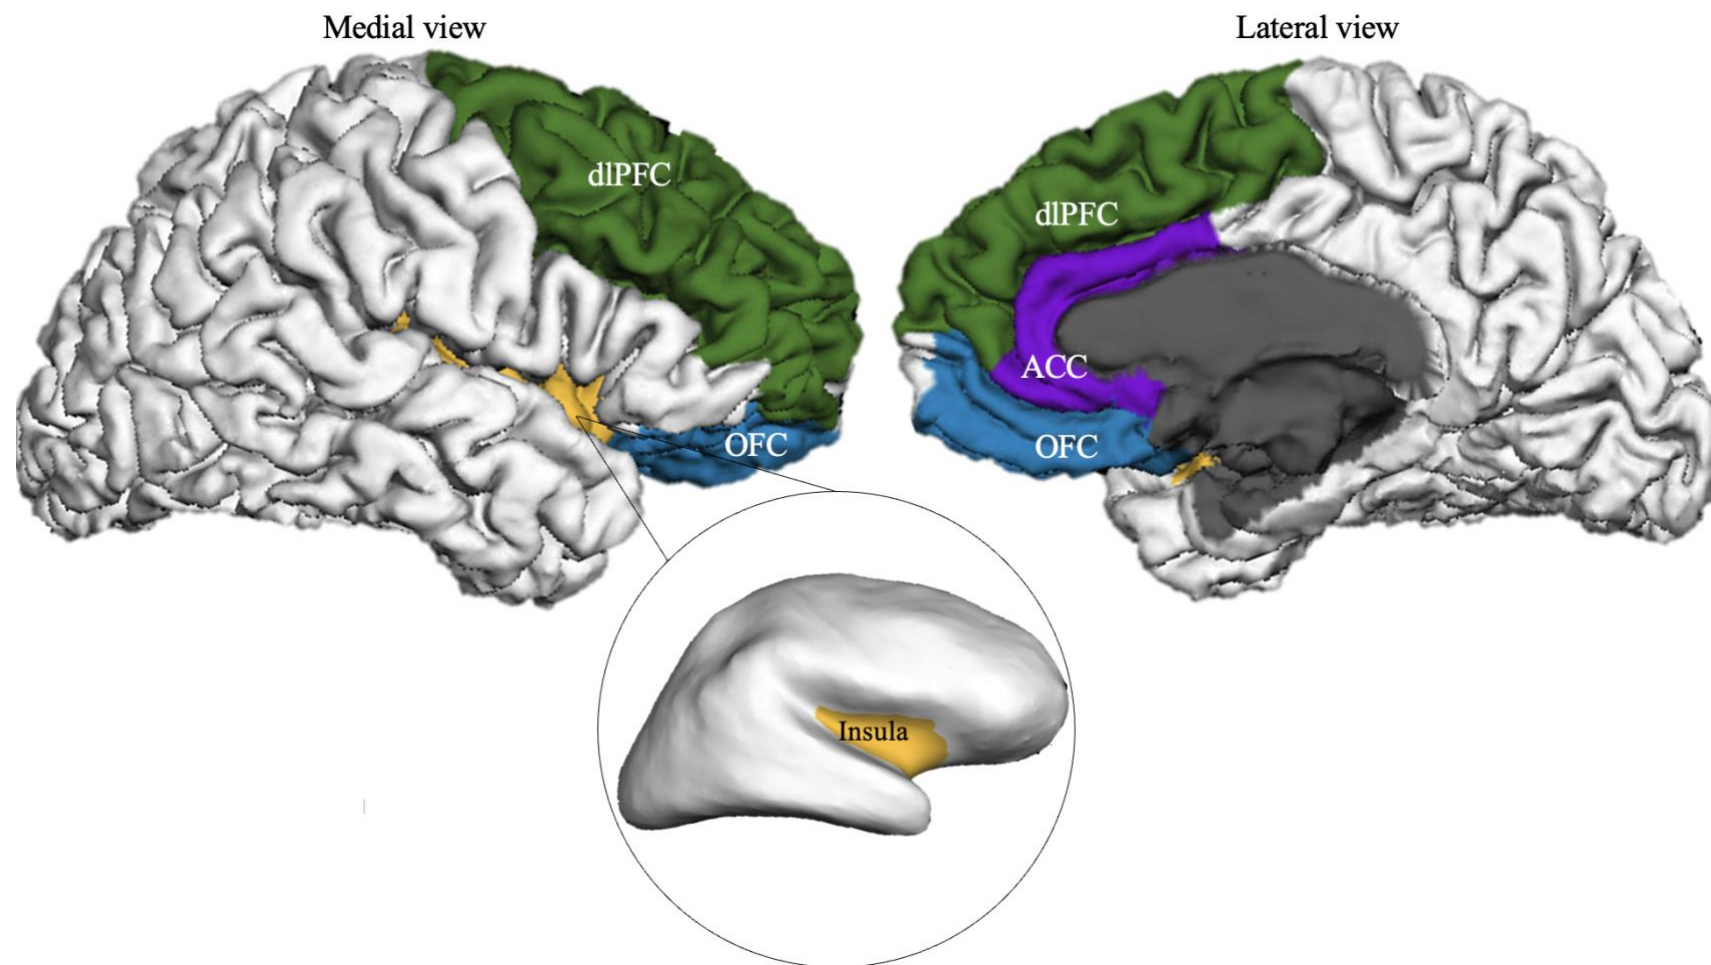 Medial view
Lateral view
dlPFC
dlPFC
ACC
OFC
OFC
Insula